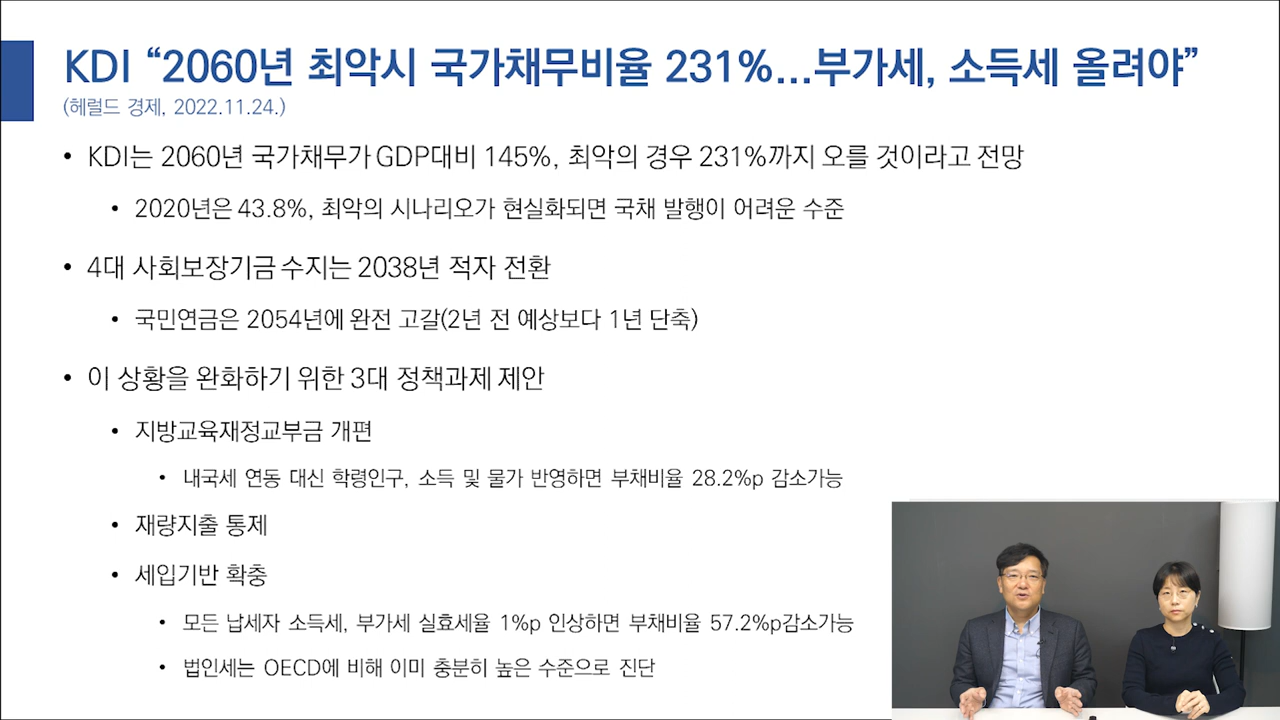 KDI “2060년 최악시 국가채무비율 231%...부가세, 소득세 올려야”
(헤럴드 경제, 2022.11.24.)
• KDI는 2060년 국가채무가 GDP대비 145%, 최악의 경우 231%까지 오를 것이라고 전망
• 2020년은 43.8%, 최악의 시나리오가 현실화되면 국채 발행이 어려운 수준
• 4대 사회보장기금 수지는 2038년 적자 전환
• 국민연금은 2054년에 완전 고갈(2년 전 예상보다 1년 단축)
• 이 상황을 완화하기 위한 3대 정책과제 제안
• 지방교육재정교부금 개편
• 내국세 연동 대신 학령인구, 소득 및 물가 반영하면 부채비율 28.2%p 감소가능
• 재량지출 통제
• 세입기반 확충
• 모든 납세자 소득세, 부가세 실효세율 1%p 인상하면 부채비율 57.2%p감소가능
• 법인세는 OECD에 비해 이미 충분히 높은 수준으로 진단